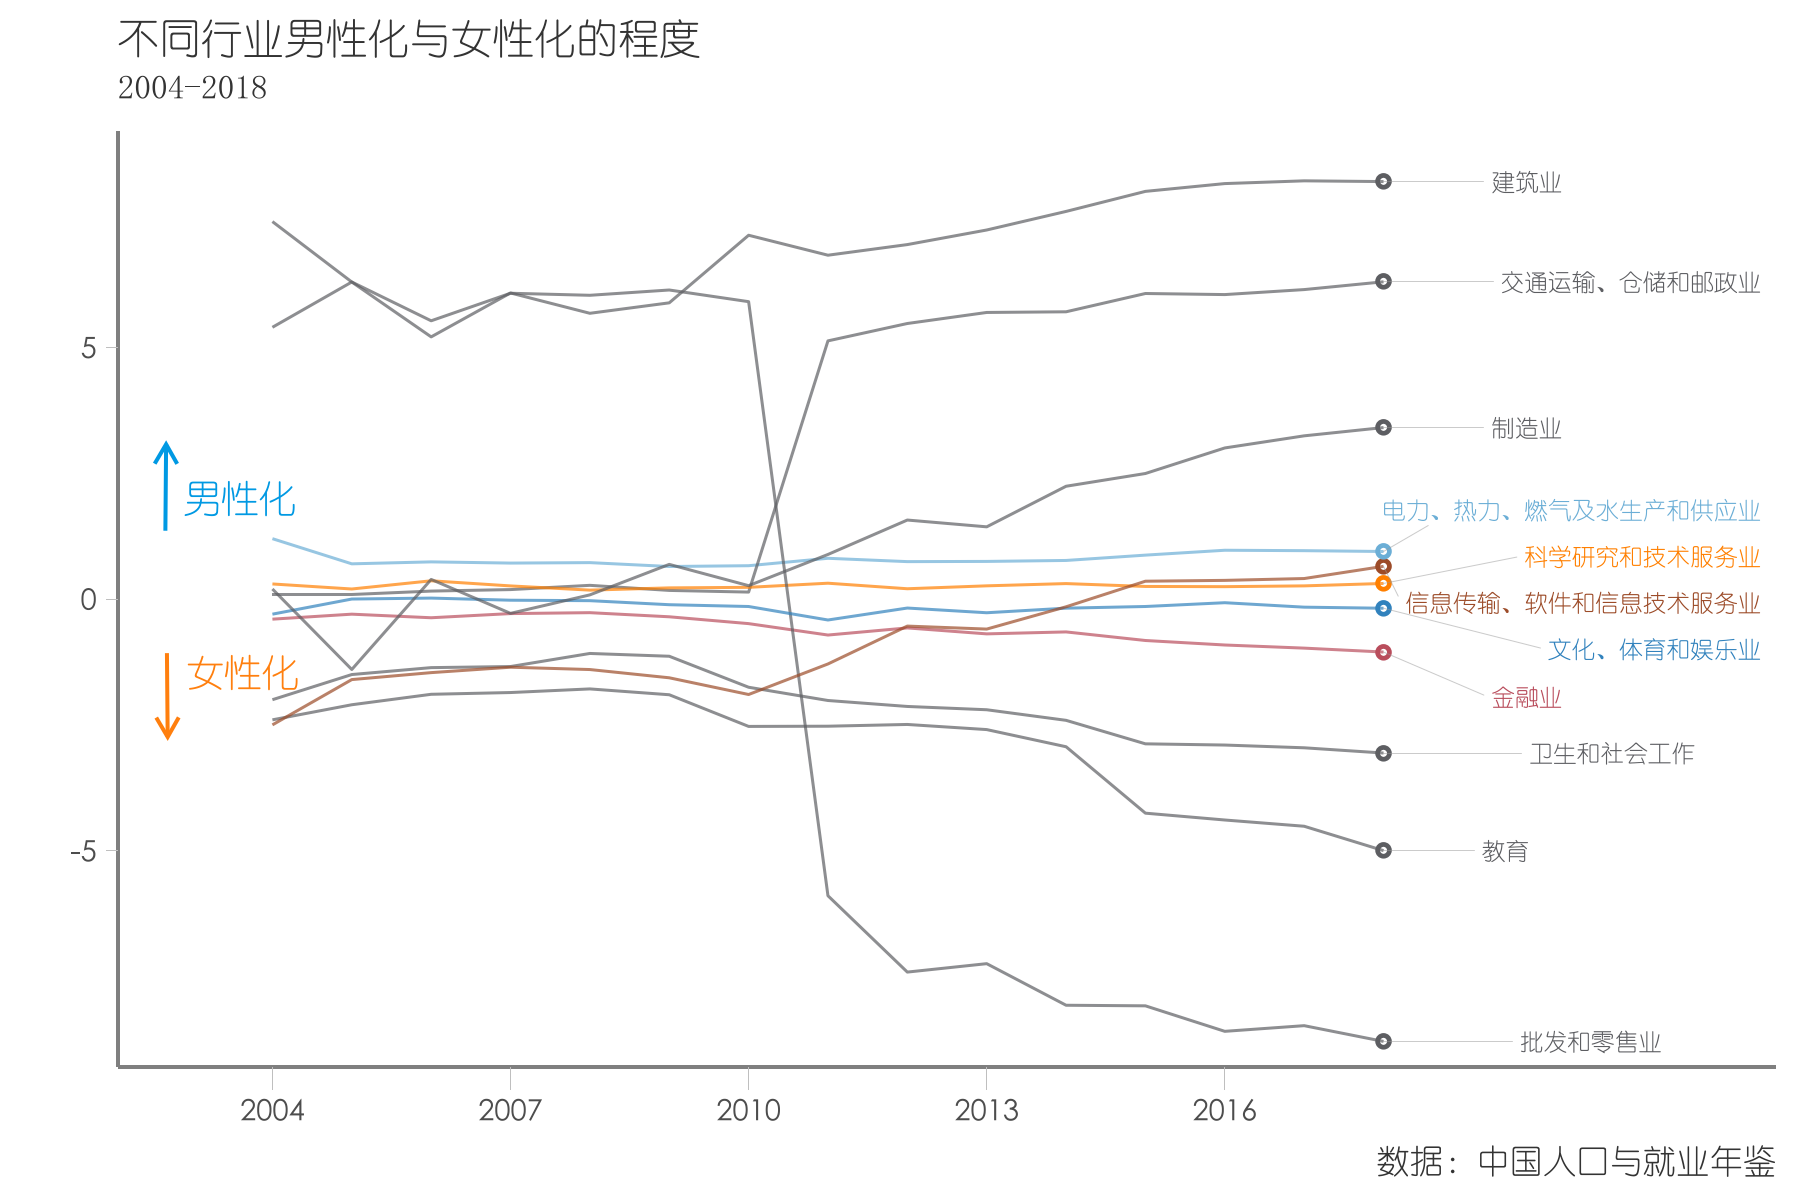 不同行业男性化与女性化的程度
2004-2018
建筑业
交通运输、仓储和邮政业
5
制造业
男性化
电力、热力、燃气及水生产和供应业
科学研究和技术服务业
0
信息传输、软件和信息技术服务业
文化、体育和娱乐业
女性化
金融业
卫生和社会工作
-5
教育
批发和零售业
2004 2007 2010 2013 2016
数据：中国人口与就业年鉴